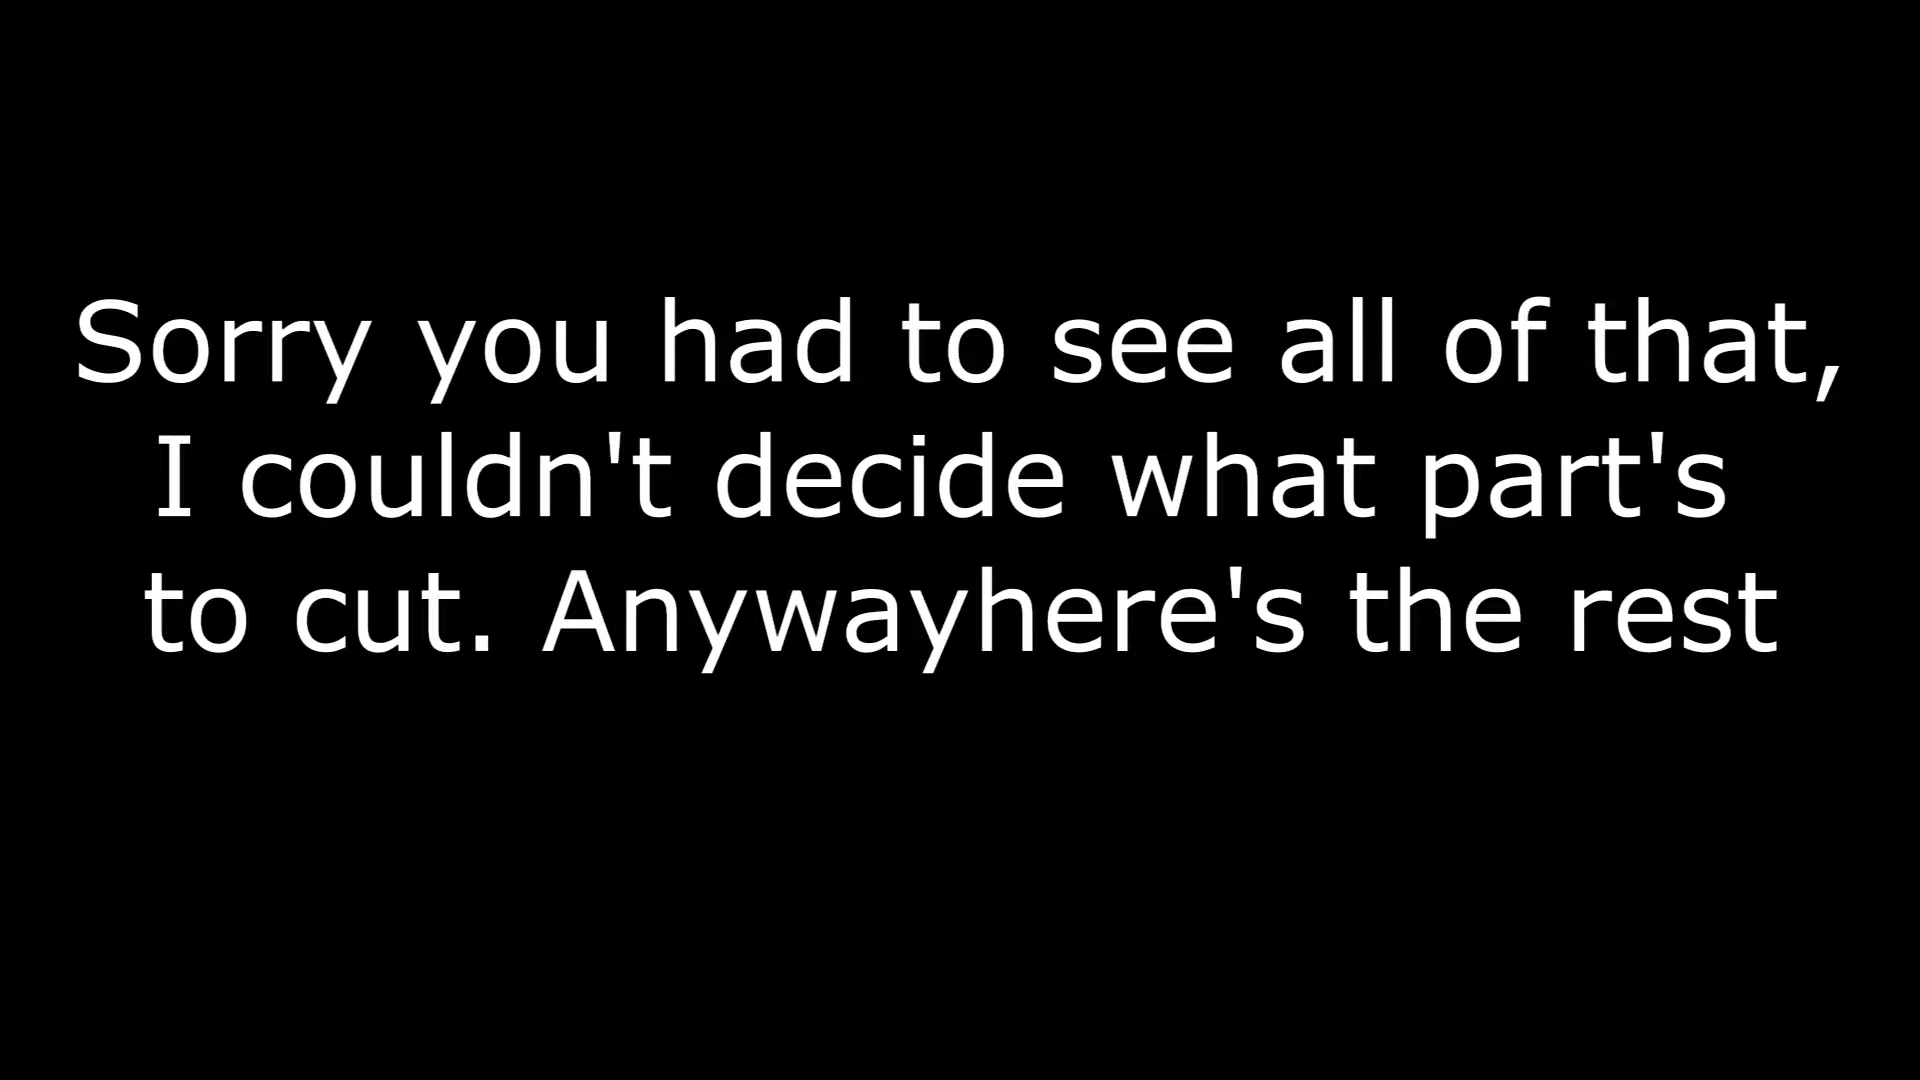 Sorry you had to see all of that,
I couldn't decide what part's
to cut. Anywayhere's the rest